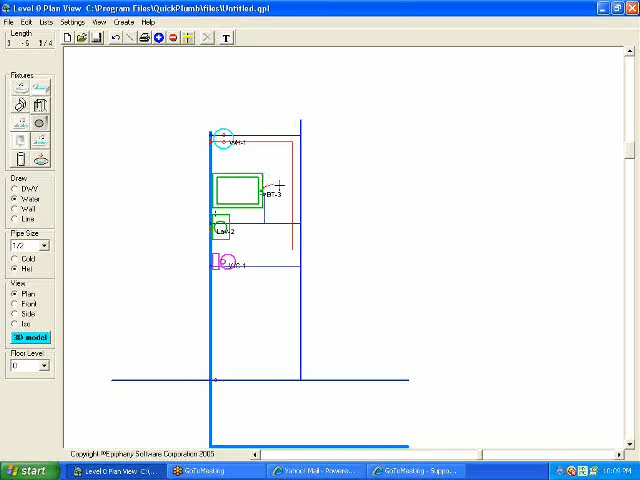 Level 0 Plan View C:\Program Files\QuickPlumb\files\Untitled.qpl
File Edit Lists Settings View Create Help
Length
T
Fixtures
Draw
DWV
Water
Wall
Line
Pipe Size
1/2
Cold
Hot
View
Plan
Front
Side
Iso
3D model
Floor Level
0
WH-1
BT-3
Lav-2
WC-1
Copyright ©Epiphany Software Corporation 2005
start
Level 0 Plan View C:\...
GoToMeeting
Yahoo! Mail - Powere...
GoToMeeting - Suppo...
10:09 PM